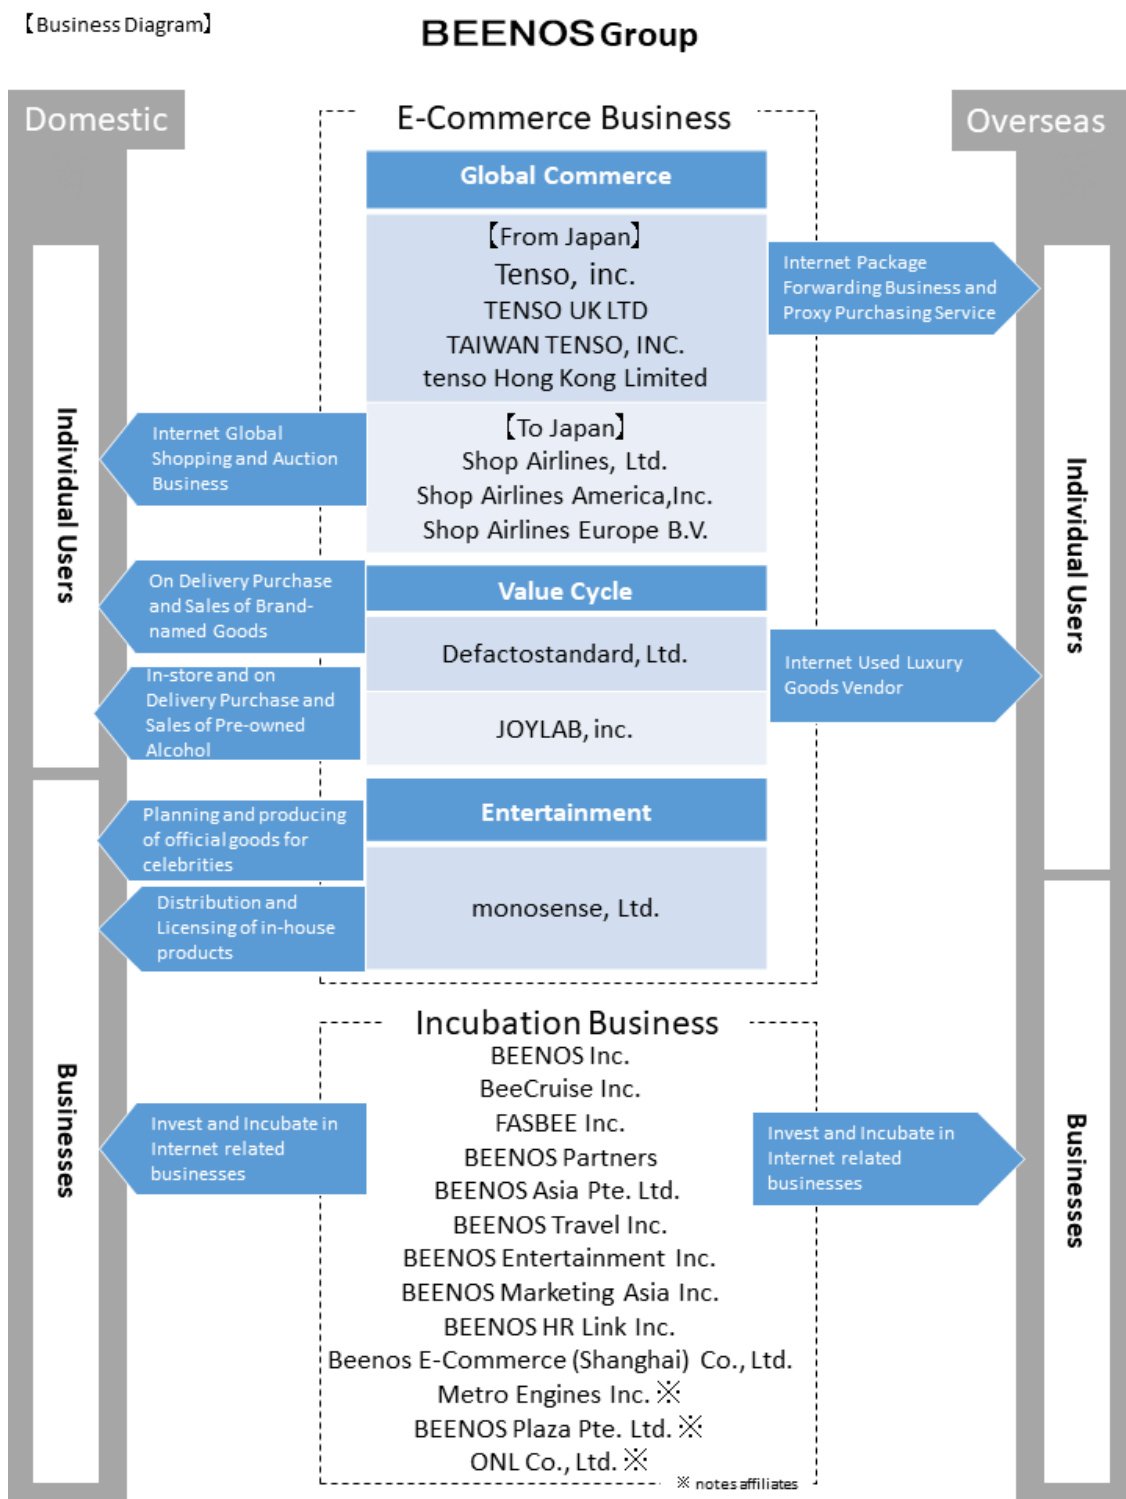 【Business Diagram】
BEENOS Group
Domestic
Overseas
E-Commerce Business
Global Commerce
【From Japan】
Tenso, inc.
TENSO UK LTD
TAIWAN TENSO, INC.
tenso Hong Kong Limited
Internet Package
Forwarding Business and
Proxy Purchasing Service
【To Japan】
Shop Airlines, Ltd.
Shop Airlines America,Inc.
Shop Airlines Europe B.V.
Internet Global
Shopping and Auction
Business
Individual Users
Individual Users
Value Cycle
Defactostandard, Ltd.
JOYLAB, inc.
On Delivery Purchase
and Sales of Brand-
named Goods
In-store and on
Delivery Purchase and
Sales of Pre-owned
Alcohol
Internet Used Luxury
Goods Vendor
Entertainment
monosense, Ltd.
Planning and producing
of official goods for
celebrities
Distribution and
Licensing of in-house
products
Incubation Business
BEENOS Inc.
BeeCruise Inc.
FASBEE Inc.
BEENOS Partners
BEENOS Asia Pte. Ltd.
BEENOS Travel Inc.
BEENOS Entertainment Inc.
BEENOS Marketing Asia Inc.
BEENOS HR Link Inc.
Beenos E-Commerce (Shanghai) Co., Ltd.
Metro Engines Inc. ※
BEENOS Plaza Pte. Ltd. ※
ONL Co., Ltd. ※
※ notes affiliates
Businesses
Invest and Incubate in
Internet related
businesses
Invest and Incubate in
Internet related
businesses
Businesses